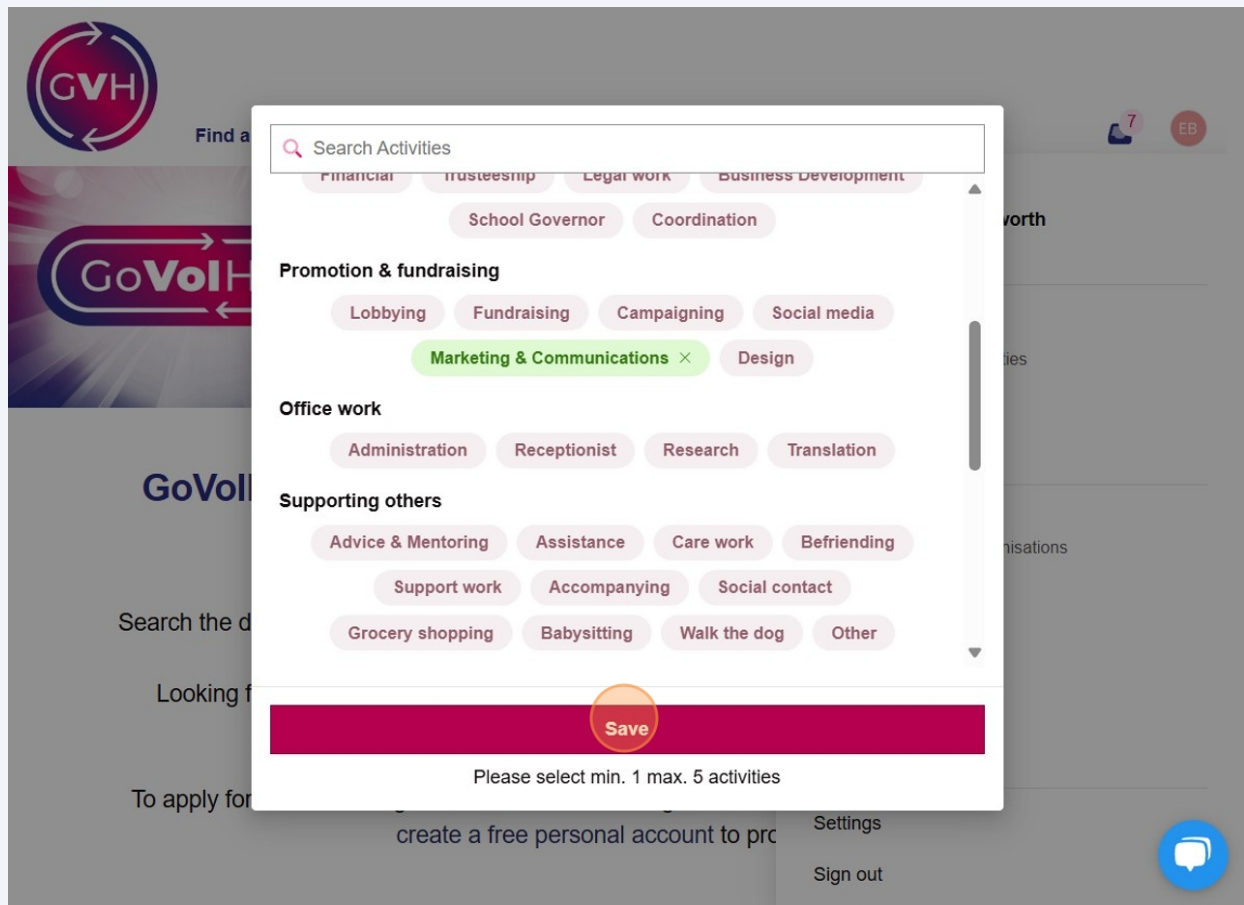 GVH
Find a
7
EB
Search Activities
Financial Trusteeship Legal work Business Development
School Governor Coordination
Promotion & fundraising
Lobbying Fundraising Campaigning Social media
Marketing & Communications × Design
Office work
Administration Receptionist Research Translation
Supporting others
Advice & Mentoring Assistance Care work Befriending
Support work Accompanying Social contact
Grocery shopping Babysitting Walk the dog Other
Save
Please select min. 1 max. 5 activities
GoVolH
GoVolH
Search the d
Looking f
To apply for
create a free personal account to pro
worth
ties
nisations
Settings
Sign out